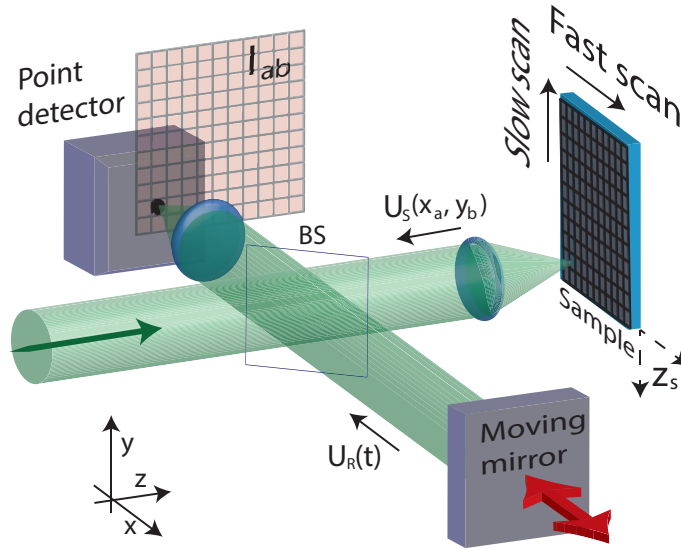 Point
detector
I_ab
Slow scan
Fast scan
U_S(x_a, y_b)
BS
Sample
Z_s
U_R(t)
Moving
mirror
y
z
x